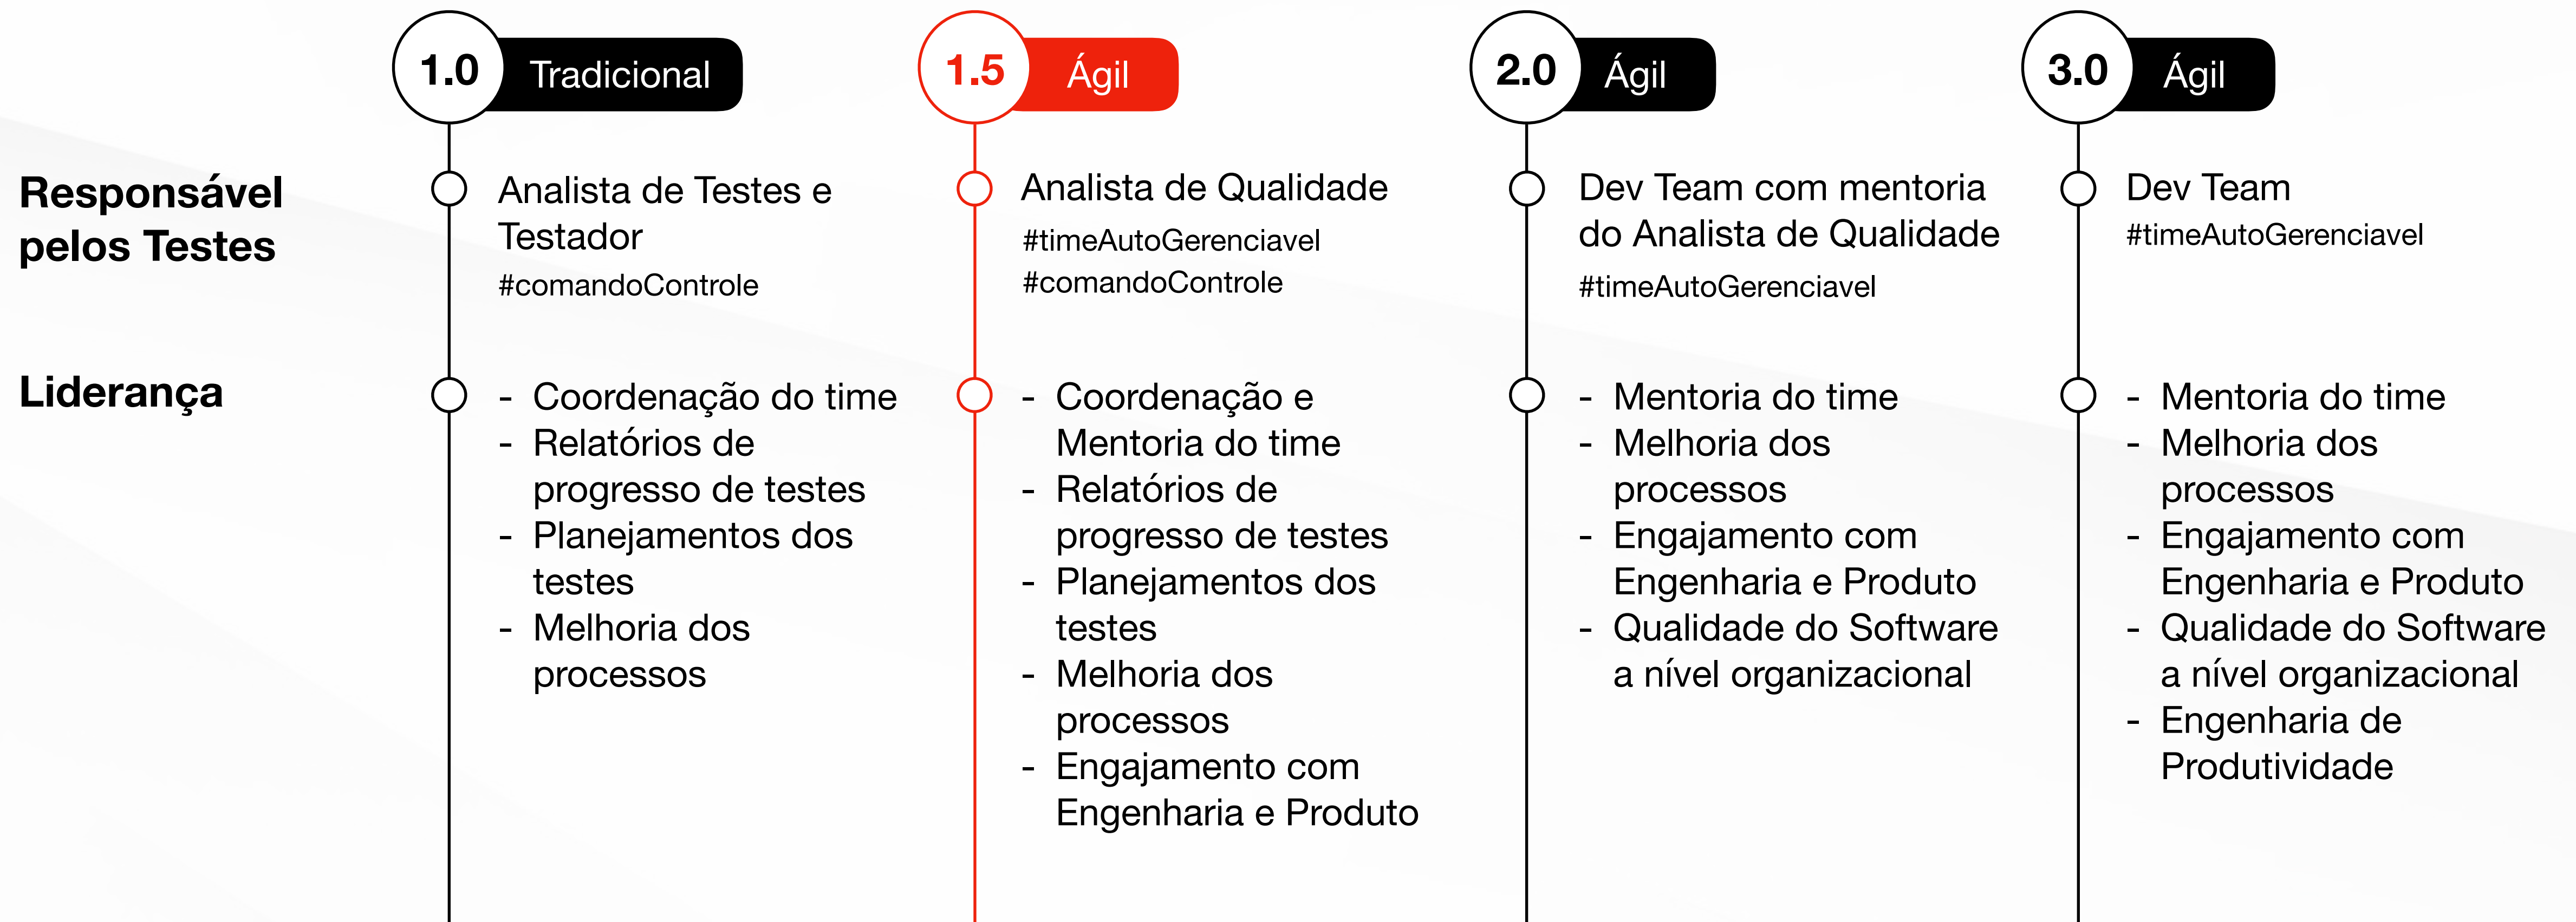 1.0 Tradicional
1.5 Ágil
2.0 Ágil
3.0 Ágil
Responsável
pelos Testes
Analista de Testes e
Testador
#comandoControle
Analista de Qualidade
#timeAutoGerenciavel
#comandoControle
Dev Team com mentoria
do Analista de Qualidade
#timeAutoGerenciavel
Dev Team
#timeAutoGerenciavel
Liderança
- Coordenação do time
- Relatórios de
progresso de testes
- Planejamentos dos
testes
- Melhoria dos
processos
- Coordenação e
Mentoria do time
- Relatórios de
progresso de testes
- Planejamentos dos
testes
- Melhoria dos
processos
- Engajamento com
Engenharia e Produto
- Mentoria do time
- Melhoria dos
processos
- Engajamento com
Engenharia e Produto
- Qualidade do Software
a nível organizacional
- Mentoria do time
- Melhoria dos
processos
- Engajamento com
Engenharia e Produto
- Qualidade do Software
a nível organizacional
- Engenharia de
Produtividade